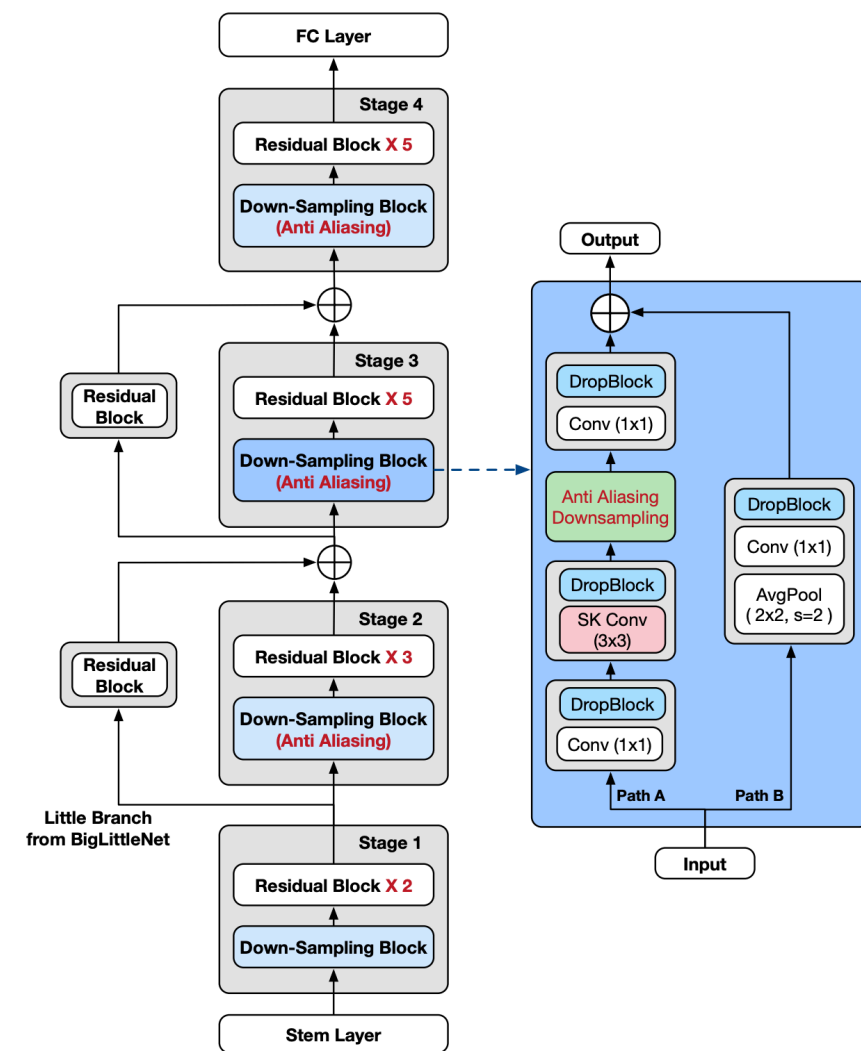 FC Layer
Stage 4
Residual Block X 5
Down-Sampling Block
(Anti Aliasing)
Stage 3
Residual Block X 5
Down-Sampling Block
(Anti Aliasing)
Residual
Block
Stage 2
Residual Block X 3
Down-Sampling Block
(Anti Aliasing)
Residual
Block
Little Branch
from BigLittleNet
Stage 1
Residual Block X 2
Down-Sampling Block
Stem Layer
Output
DropBlock
Conv (1x1)
Anti Aliasing
Downsampling
DropBlock
SK Conv
(3x3)
DropBlock
Conv (1x1)
Path A
DropBlock
Conv (1x1)
AvgPool
( 2x2, s=2 )
Path B
Input